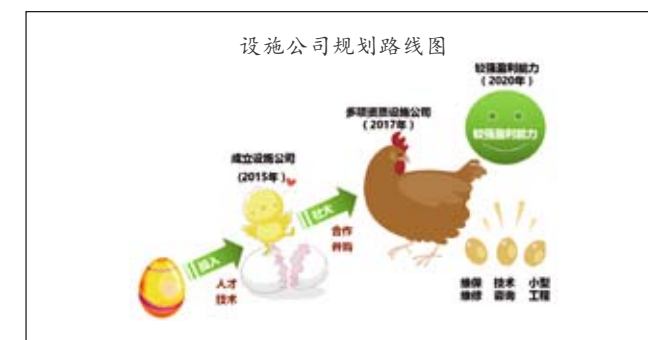 设施公司规划路线图
较强盈利能力
（2020年）
较强盈利能力
多项资质设施公司
（2017年）
成立设施公司
(2015年)
壮大
合作
并购
投入
人才
技术
维保 技术 小型
维修 咨询 工程